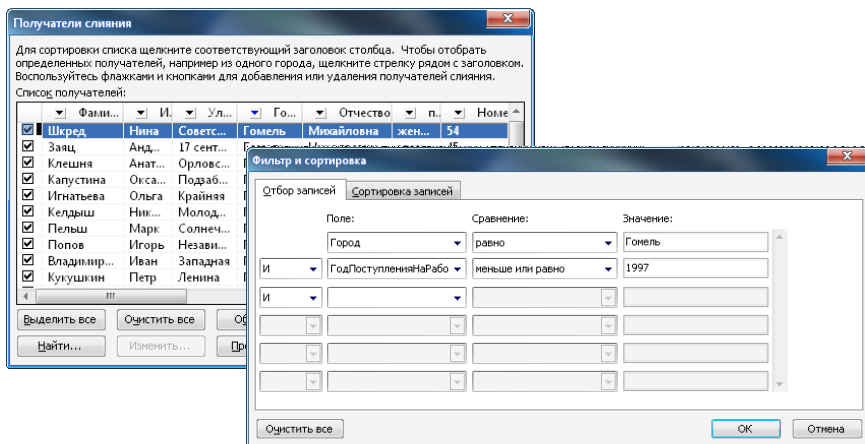 Получатели слияния
Для сортировки списка щелкните соответствующий заголовок столбца. Чтобы отобрать
определенных получателей, например из одного города, щелкните стрелку рядом с заголовком.
Воспользуйтесь флажками и кнопками для добавления или удаления получателей слияния.
Список получателей:
Фами... И. Ул... Го... Отчество п.. Номе
Шкред Нина Советс... Гомель Михайловна жен... 54
Заяц Анд... 17 сент...
Клешня Анат... Орловс...
Капустина Окса... Подзаб...
Игнатьева Ольга Крайняя
Келдыш Ник... Молод...
Пельш Марк Солнеч...
Попов Игорь Незави...
Владимир... Иван Западная
Кукушкин Петр Ленина
Выделить все Очистить все
Найти... Изменить...
Фильтр и сортировка
Отбор записей Сортировка записей
Поле: Сравнение: Значение:
Город равно Гомель
И ГодПоступленияНаРабо меньше или равно 1997
И
Очистить все OK Отмена